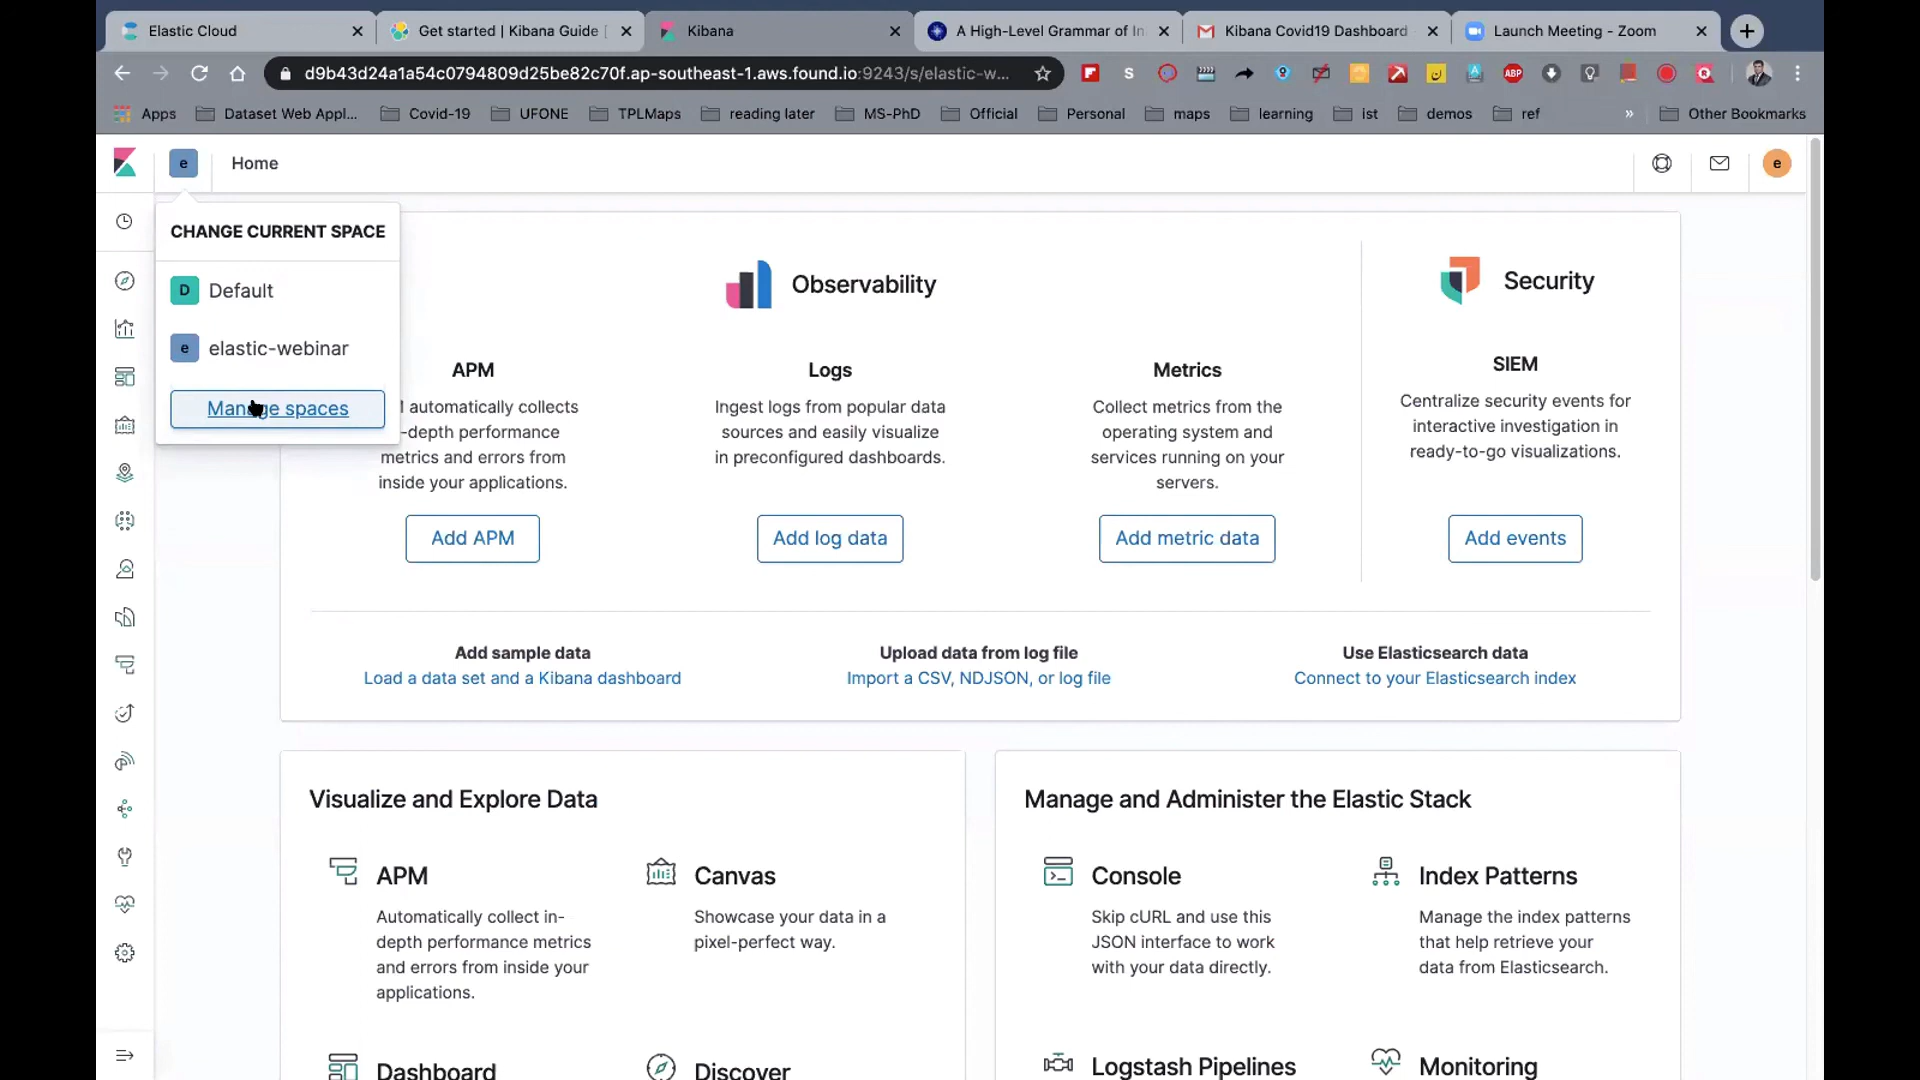 Elastic Cloud
Get started | Kibana Guide
Kibana
A High-Level Grammar of In
Kibana Covid19 Dashboard
Launch Meeting - Zoom
d9b43d24a1a54c0794809d25be82c70f.ap-southeast-1.aws.found.io:9243/s/elastic-w...
S
ABP
Apps
Dataset Web Appl...
Covid-19
UFONE
TPLMaps
reading later
MS-PhD
Official
Personal
maps
learning
ist
demos
ref
»
Other Bookmarks
e
Home
e
CHANGE CURRENT SPACE
D Default
e elastic-webinar
Manage spaces
Observability
Security
APM
automatically collects
-depth performance
metrics and errors from
inside your applications.
Add APM
Logs
Ingest logs from popular data
sources and easily visualize
in preconfigured dashboards.
Add log data
Metrics
Collect metrics from the
operating system and
services running on your
servers.
Add metric data
SIEM
Centralize security events for
interactive investigation in
ready-to-go visualizations.
Add events
Add sample data
Load a data set and a Kibana dashboard
Upload data from log file
Import a CSV, NDJSON, or log file
Use Elasticsearch data
Connect to your Elasticsearch index
Visualize and Explore Data
APM
Automatically collect in-
depth performance metrics
and errors from inside your
applications.
Canvas
Showcase your data in a
pixel-perfect way.
Dashboard
Discover
Manage and Administer the Elastic Stack
Console
Skip cURL and use this
JSON interface to work
with your data directly.
Index Patterns
Manage the index patterns
that help retrieve your
data from Elasticsearch.
Logstash Pipelines
Monitoring